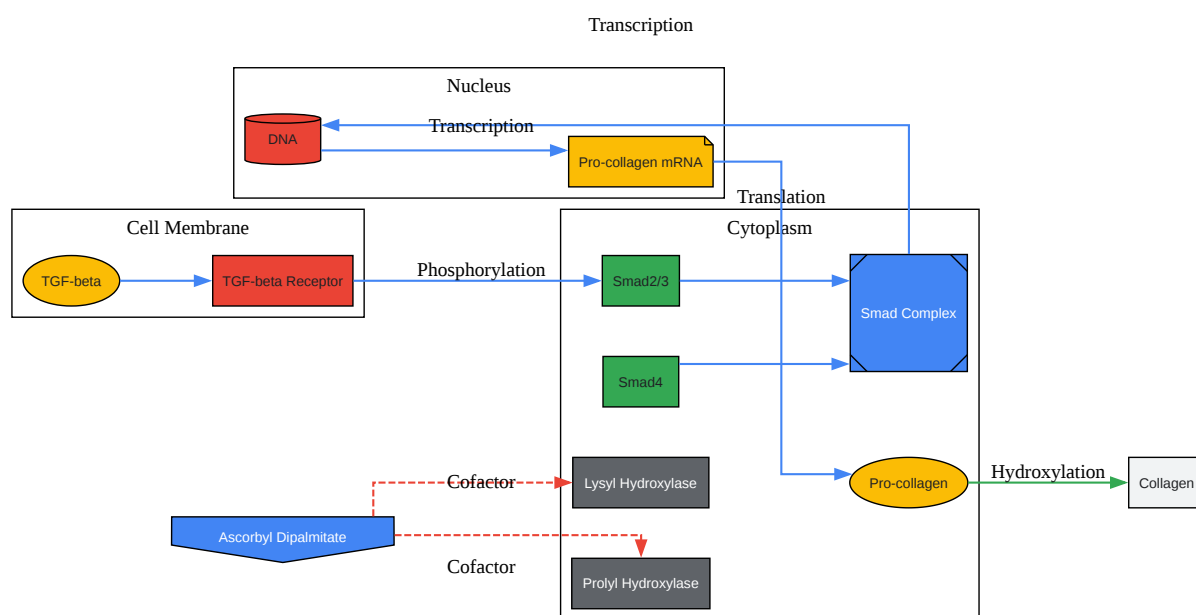 Transcription
Nucleus
DNA
Transcription
Pro-collagen mRNA
Translation
Cell Membrane
Cytoplasm
TGF-beta
TGF-beta Receptor
Phosphorylation
Smad2/3
Smad Complex
Smad4
Cofactor
Lysyl Hydroxylase
Pro-collagen
Hydroxylation
Collagen
Ascorbyl Dipalmitate
Cofactor
Prolyl Hydroxylase